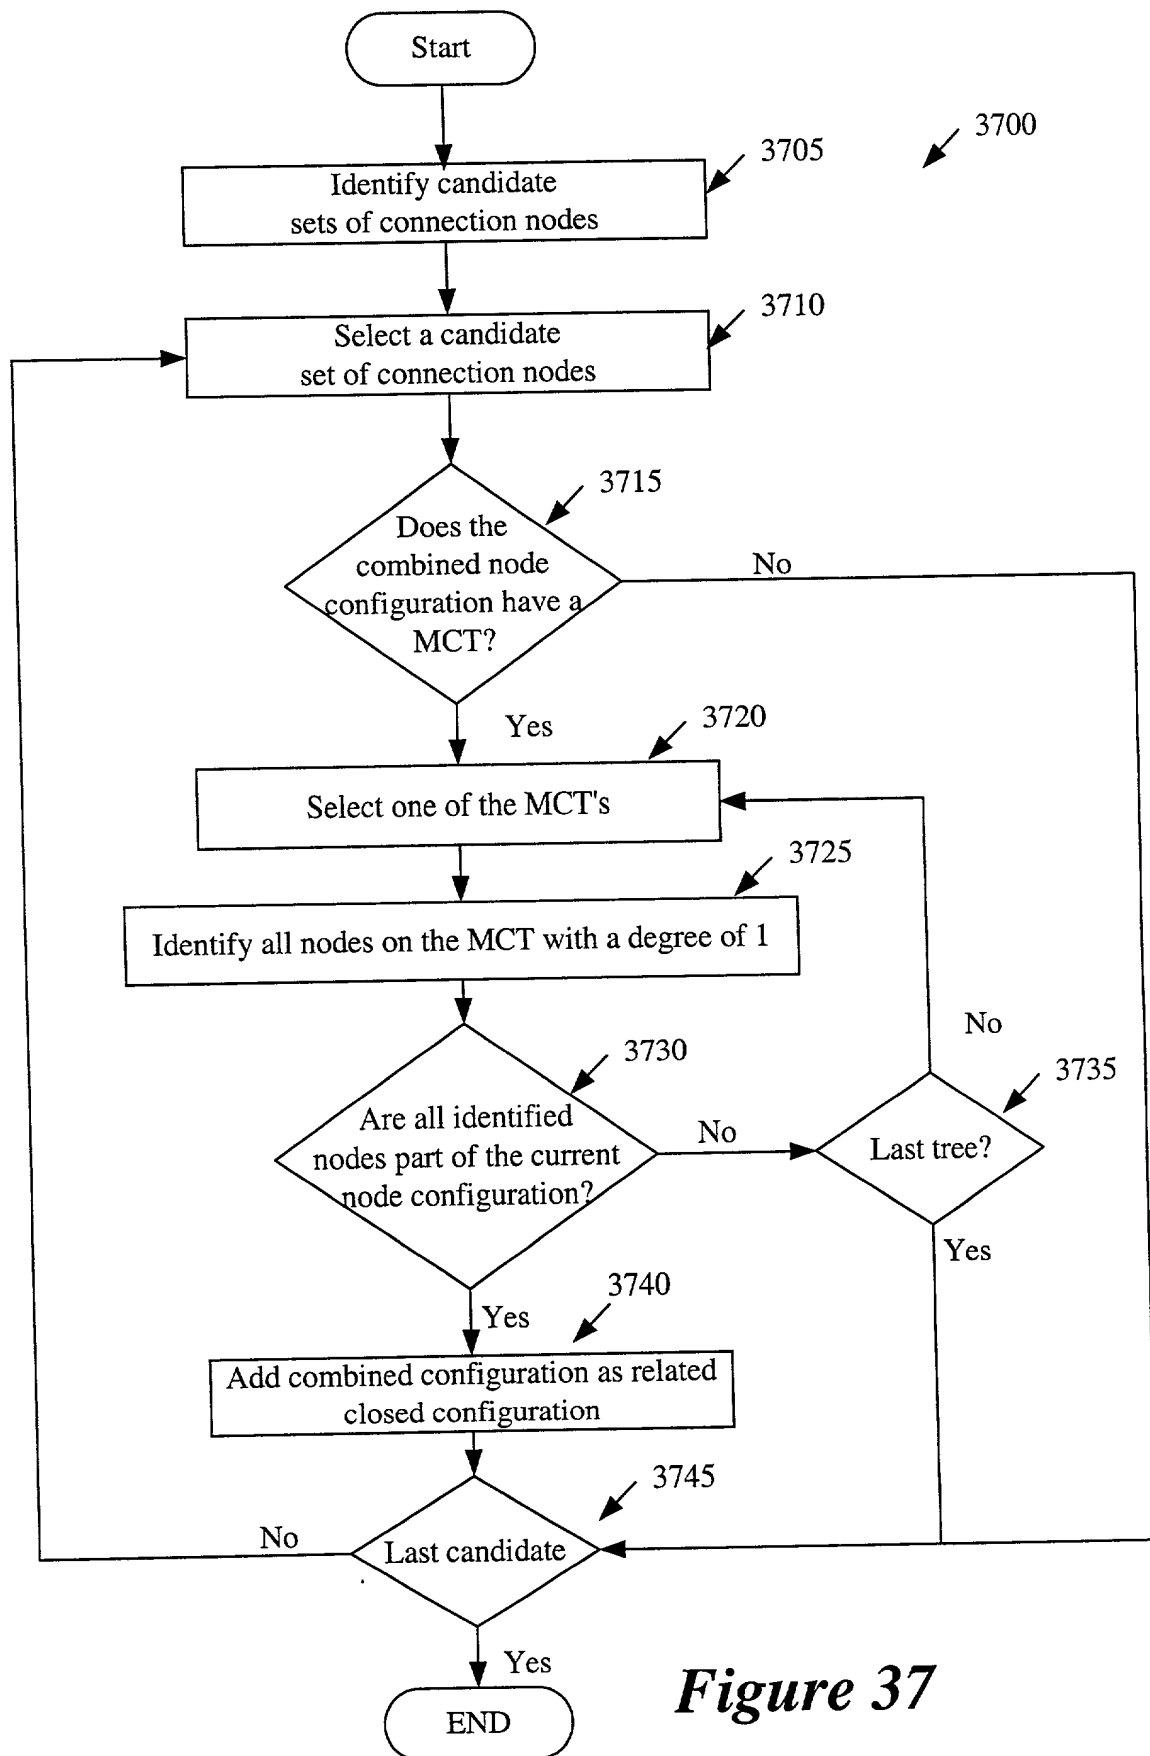 Start
3700
3705
Identify candidate
sets of connection nodes
3710
Select a candidate
set of connection nodes
3715
Does the
combined node
configuration have a
MCT?
No
Yes
3720
Select one of the MCT's
3725
Identify all nodes on the MCT with a degree of 1
No
3730
3735
Are all identified
nodes part of the current
node configuration?
No
Last tree?
Yes
3740
Yes
Add combined configuration as related
closed configuration
3745
No
Last candidate
Yes
END
Figure 37